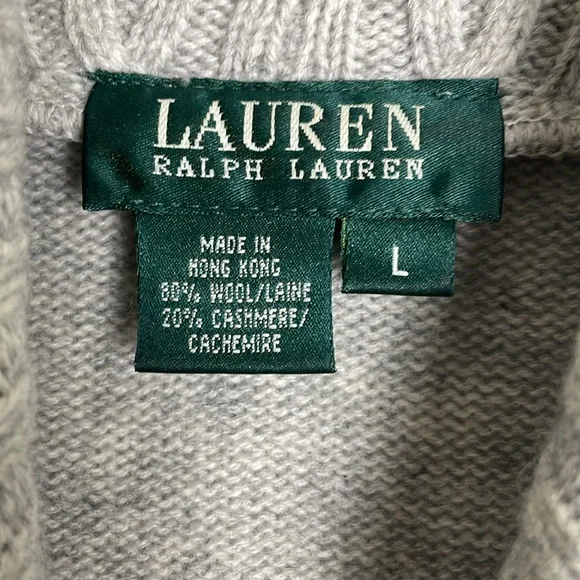 LAUREN
RALPH LAUREN
MADE IN
HONG KONG
80% WOOL/LAINE
20% CASHMERE/
CACHEMIRE
L